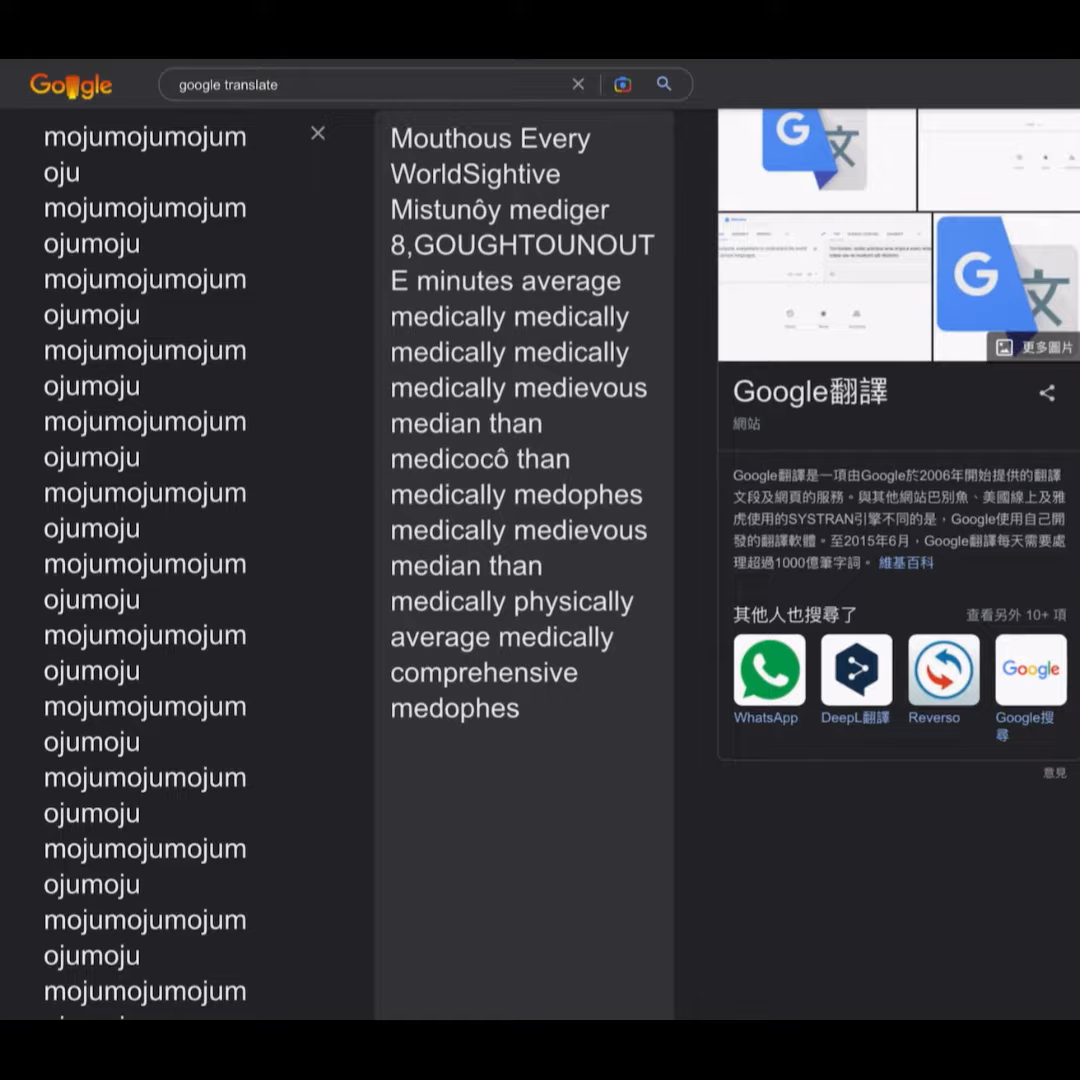 Google
google translate
mojumojumojum
oju
mojumojumojum
ojumoju
mojumojumojum
ojumoju
mojumojumojum
ojumoju
mojumojumojum
ojumoju
mojumojumojum
ojumoju
mojumojumojum
ojumoju
mojumojumojum
ojumoju
mojumojumojum
ojumoju
mojumojumojum
ojumoju
mojumojumojum
ojumoju
mojumojumojum
ojumoju
mojumojumojum
Mouthous Every
WorldSightive
Mistunôy mediger
8,GOUGHTOUNOUT
E minutes average
medically medically
medically medically
medically medievous
median than
medicocô than
medically medophes
medically medievous
median than
medically physically
average medically
comprehensive
medophes
G 文
G 文
更多圖片
Google翻譯
網站
Google翻譯是一項由Google於2006年開始提供的翻譯
文段及網頁的服務。與其他網站巴別魚、美國線上及雅
虎使用的SYSTRAN引擎不同的是，Google使用自己開
發的翻譯軟體。至2015年6月，Google翻譯每天需要處
理超過1000億筆字詞。 維基百科
其他人也搜尋了
查看另外 10+ 項
Google
WhatsApp
DeepL翻譯
Reverso
Google搜
尋
意見